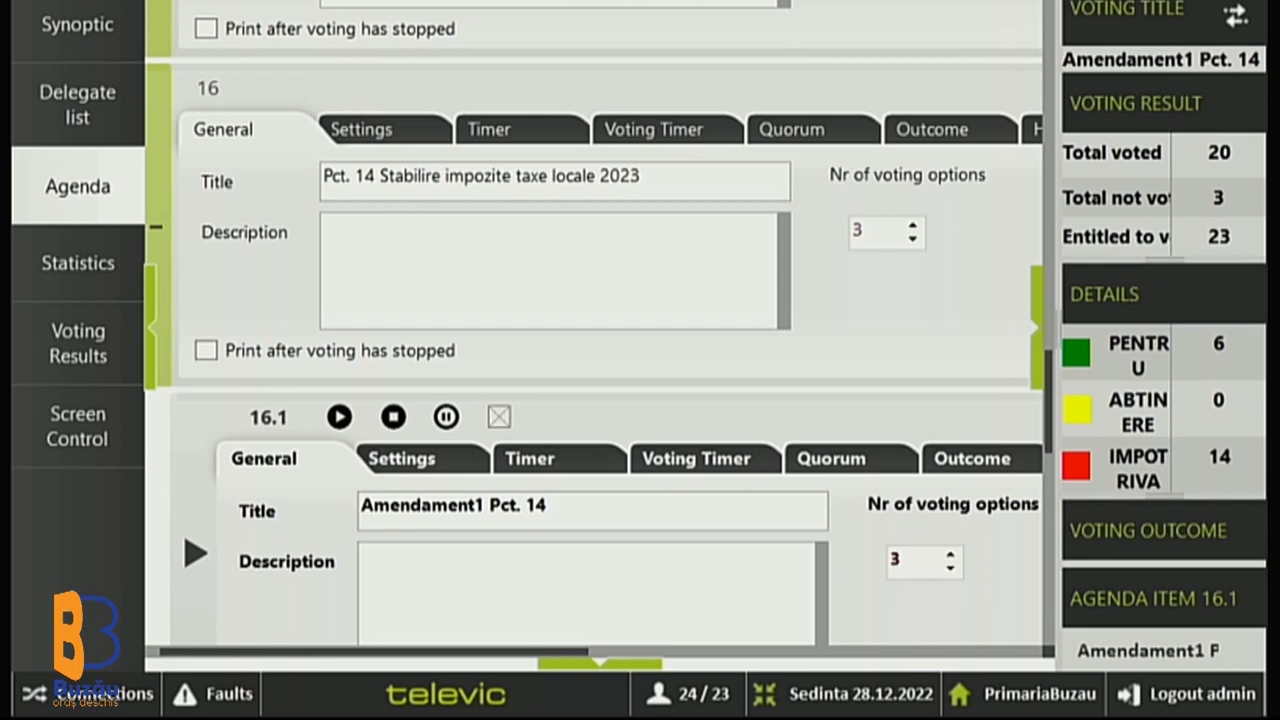 Synoptic
Delegate
list
Agenda
Statistics
Voting
Results
Screen
Control
Print after voting has stopped
16
General
Settings
Timer
Voting Timer
Quorum
Outcome
H
Title
Pct. 14 Stabilire impozite taxe locale 2023
Nr of voting options
Description
3
Print after voting has stopped
16.1
General
Settings
Timer
Voting Timer
Quorum
Outcome
Title
Amendament1 Pct. 14
Nr of voting options
Description
3
VOTING TITLE
Amendament1 Pct. 14
VOTING RESULT
Total voted 20
Total not vo 3
Entitled to v 23
DETAILS
PENTR 6
U
ABTIN 0
ERE
IMPOT 14
RIVA
VOTING OUTCOME
AGENDA ITEM 16.1
Amendament1 P
Buzău
oraș deschis
Connections
Faults
televic
24 / 23
Sedinta 28.12.2022
PrimariaBuzau
Logout admin